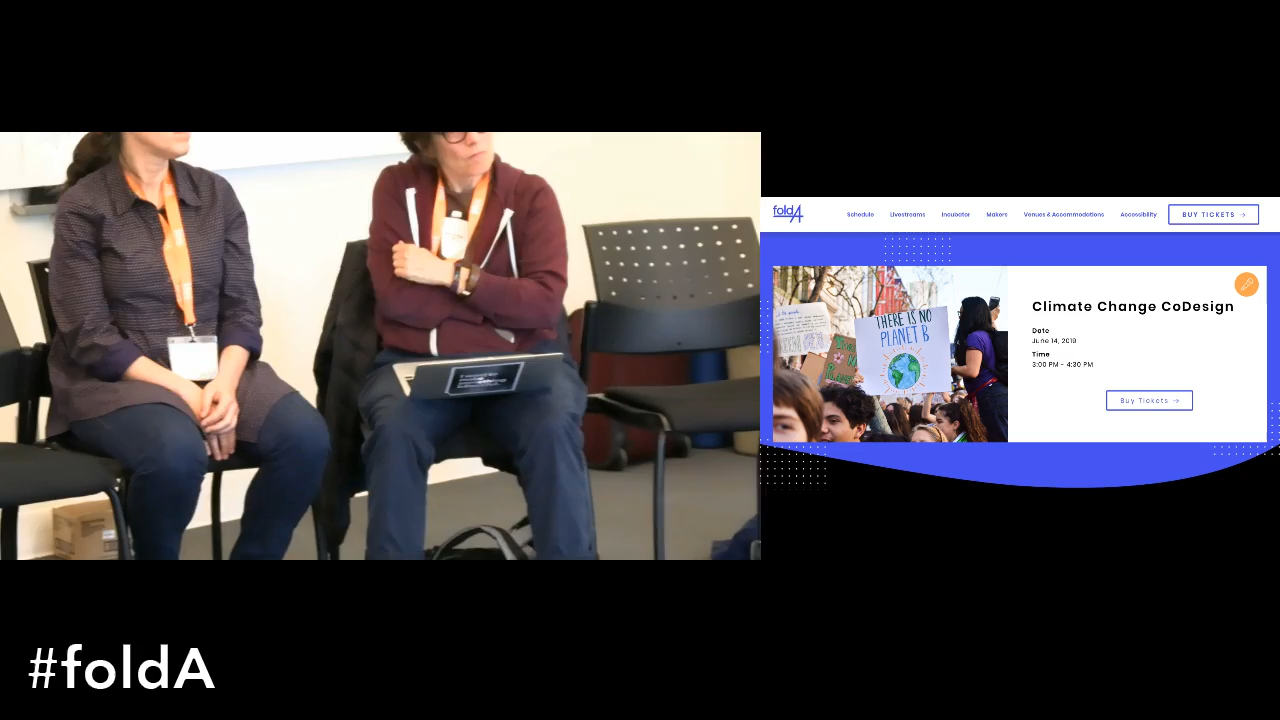 foldA
Schedule
Livestreams
Incubator
Makers
Venues & Accommodations
Accessibility
BUY TICKETS →
THERE IS NO
PLANET B
Climate Change CoDesign
Date
June 14, 2019
Time
3:00 PM - 4:30 PM
Buy Tickets →
#foldA